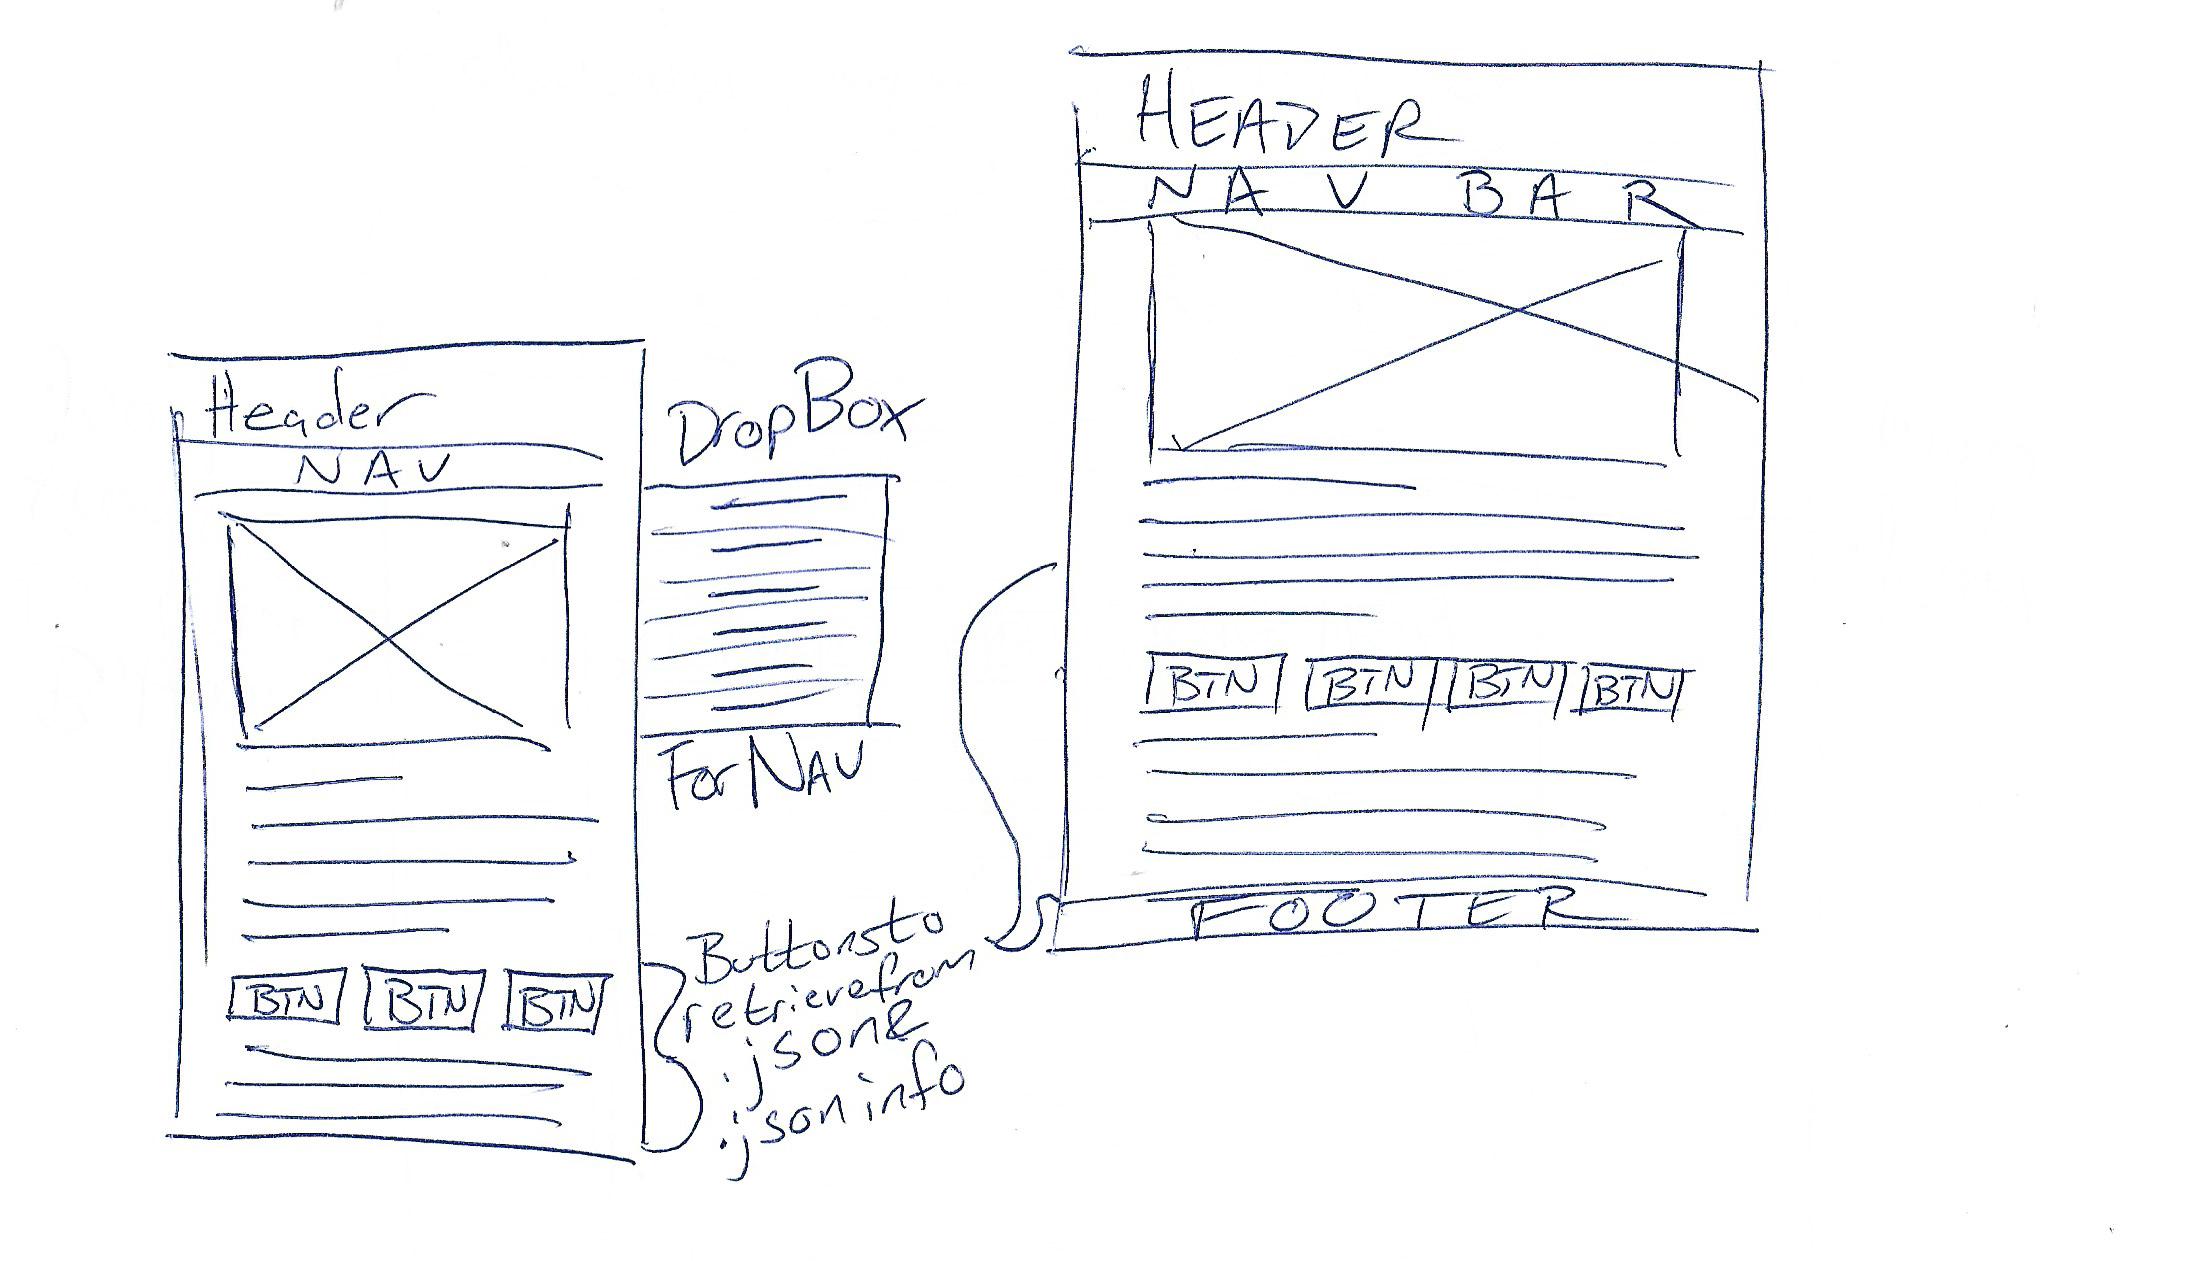 Header
NAV
BTN BTN BTN
DropBox
For NAV
Buttons to
retrieve from
.json &
.json info
HEADER
NAV BAR
BTN BTN BTN BTN
FOOTER